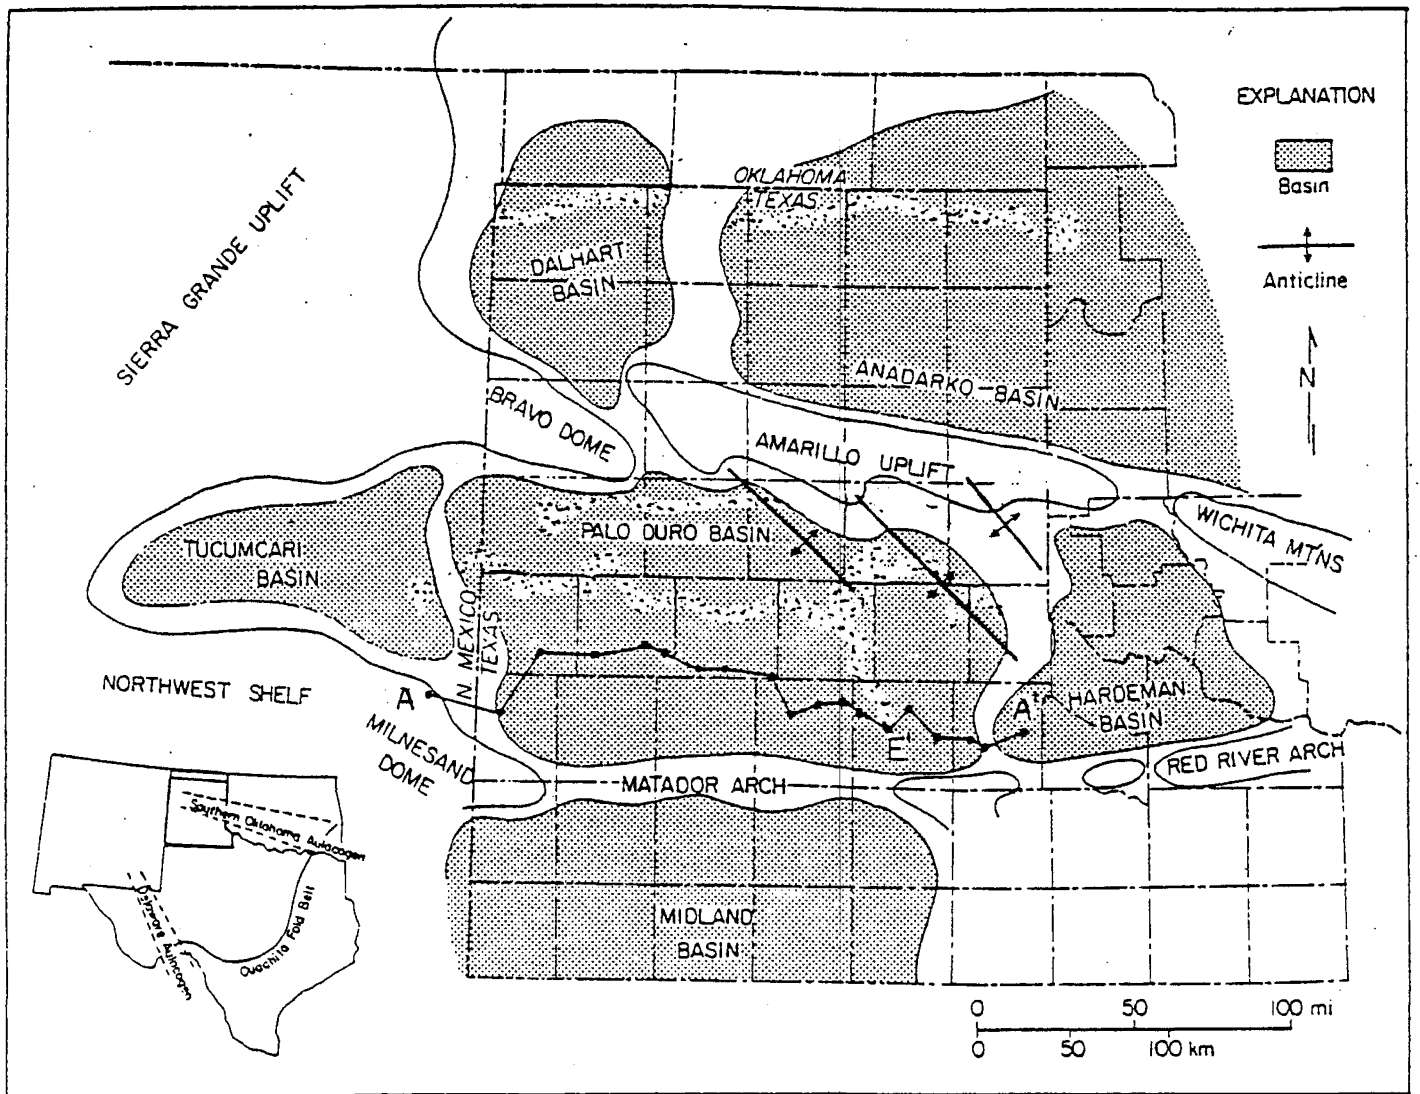 EXPLANATION
Basin
Anticline
N
OKLAHOMA
TEXAS
SIERRA GRANDE UPLIFT
DALHART
BASIN
ANADARKO BASIN
BRAVO DOME
AMARILLO UPLIFT
WICHITA MTNS
PALO DURO BASIN
TUCUMCARI
BASIN
N. MEXICO
TEXAS
NORTHWEST SHELF
A
A'
HARDEMAN
BASIN
MILNESAND
DOME
E
MATADOR ARCH
RED RIVER ARCH
Southern Oklahoma Aulacogen
Delaware Aulacogen
Ouachita Fold Belt
MIDLAND
BASIN
0 50 100 mi
0 50 100 km